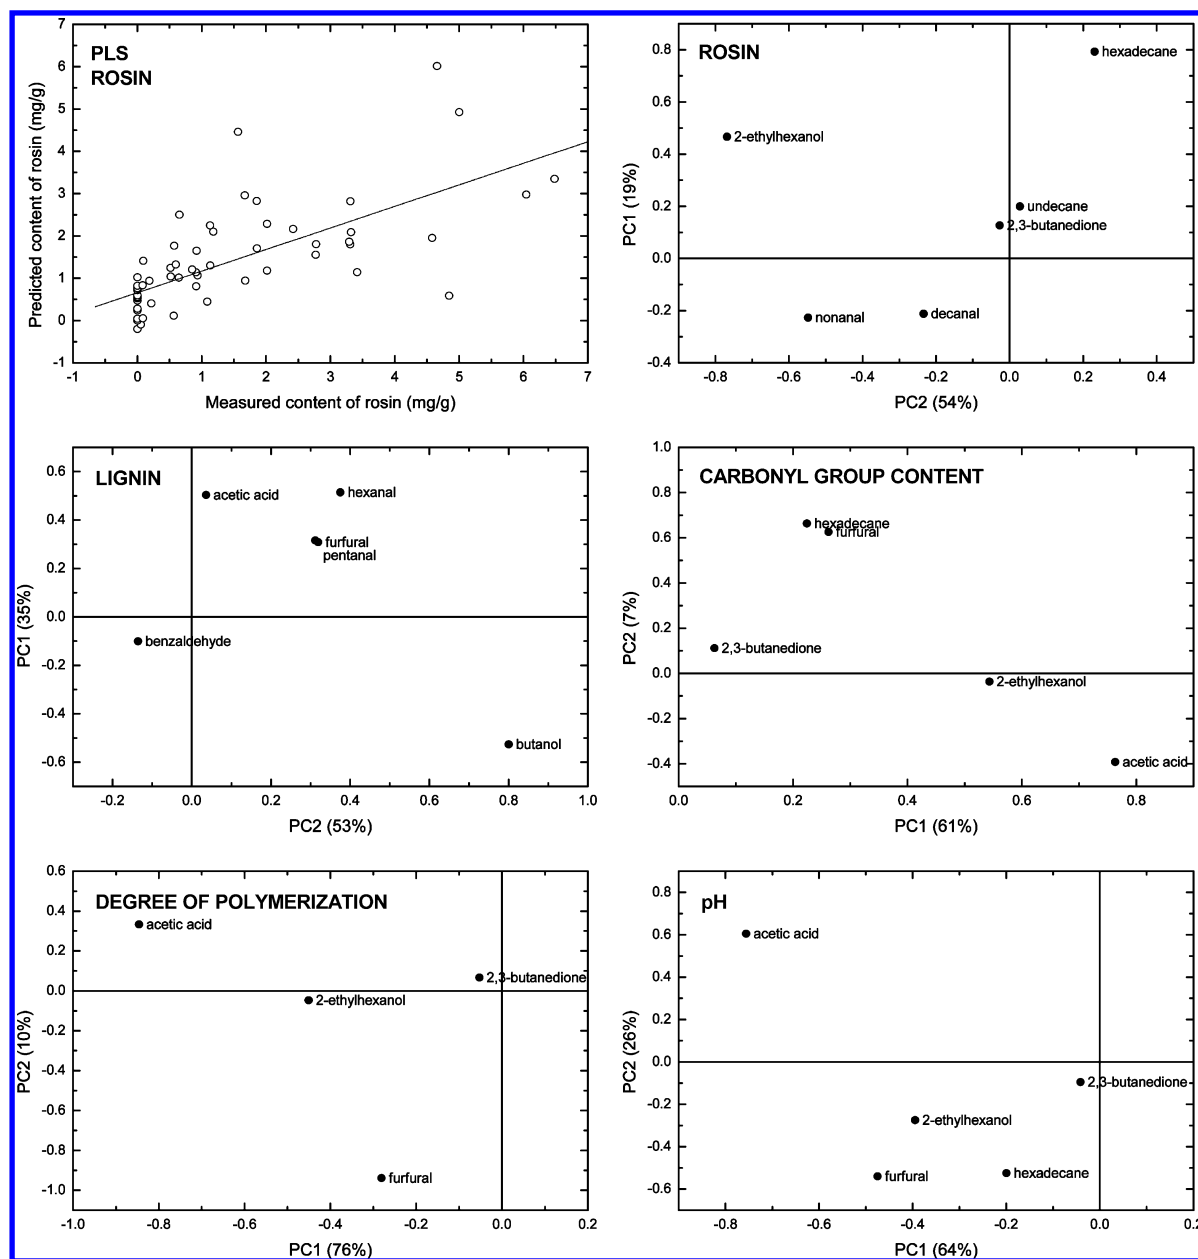 PLS
ROSIN
7
6
5
4
3
2
1
0
-1
Predicted content of rosin (mg/g)
-1 0 1 2 3 4 5 6 7
Measured content of rosin (mg/g)
ROSIN
0.8
0.6
0.4
0.2
0.0
-0.2
-0.4
PC1 (19%)
hexadecane
2-ethylhexanol
undecane
2,3-butanedione
nonanal
decanal
-0.8 -0.6 -0.4 -0.2 0.0 0.2 0.4
PC2 (54%)
LIGNIN
0.6
0.4
0.2
0.0
-0.2
-0.4
-0.6
PC1 (35%)
acetic acid
hexanal
furfural
pentanal
benzaldehyde
butanol
-0.2 0.0 0.2 0.4 0.6 0.8 1.0
PC2 (53%)
CARBONYL GROUP CONTENT
1.0
0.8
0.6
0.4
0.2
0.0
-0.2
-0.4
PC2 (7%)
hexadecane
furfural
2,3-butanedione
2-ethylhexanol
acetic acid
0.0 0.2 0.4 0.6 0.8
PC1 (61%)
DEGREE OF POLYMERIZATION
0.6
0.4
0.2
0.0
-0.2
-0.4
-0.6
-0.8
-1.0
PC2 (10%)
acetic acid
2,3-butanedione
2-ethylhexanol
furfural
-1.0 -0.8 -0.6 -0.4 -0.2 0.0 0.2
PC1 (76%)
pH
0.8
0.6
0.4
0.2
0.0
-0.2
-0.4
-0.6
PC2 (26%)
acetic acid
2,3-butanedione
2-ethylhexanol
furfural
hexadecane
-0.8 -0.6 -0.4 -0.2 0.0 0.2
PC1 (64%)